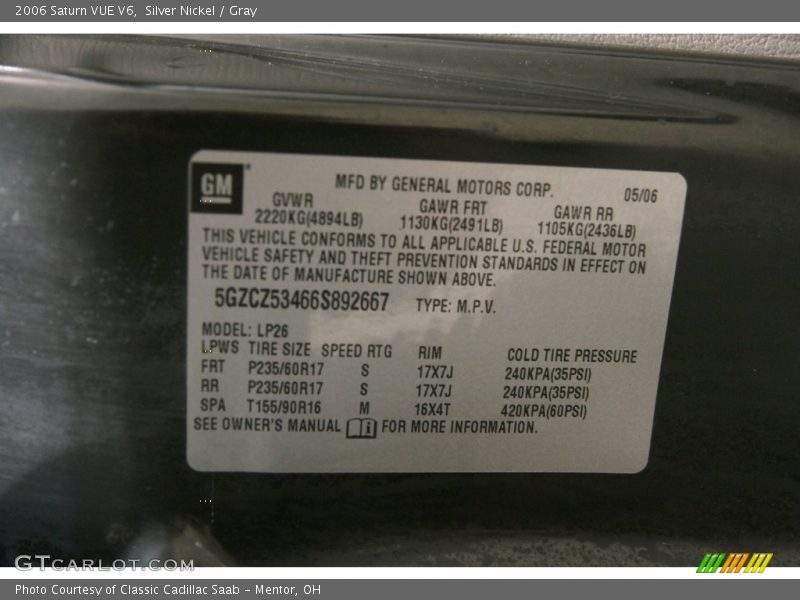 2006 Saturn VUE V6,  Silver Nickel / Gray
GM
MFD BY GENERAL MOTORS CORP. 05/06
GVWR GAWR FRT GAWR RR
2220KG(4894LB) 1130KG(2491LB) 1105KG(2436LB)
THIS VEHICLE CONFORMS TO ALL APPLICABLE U.S. FEDERAL MOTOR
VEHICLE SAFETY AND THEFT PREVENTION STANDARDS IN EFFECT ON
THE DATE OF MANUFACTURE SHOWN ABOVE.
5GZCZ53466S892667 TYPE: M.P.V.
MODEL: LP26
LPWS TIRE SIZE SPEED RTG RIM COLD TIRE PRESSURE
FRT P235/60R17 S 17X7J 240KPA(35PSI)
RR P235/60R17 S 17X7J 240KPA(35PSI)
SPA T155/90R16 M 16X4T 420KPA(60PSI)
SEE OWNER'S MANUAL FOR MORE INFORMATION.
GTCARLOT.COM
Photo Courtesy of Classic Cadillac Saab - Mentor, OH